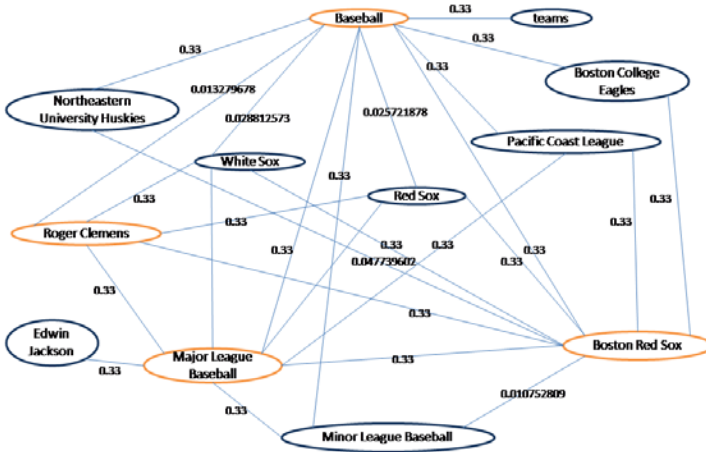 Baseball
0.33
teams
0.33
0.33
Boston College
Eagles
0.33
Northeastern
University Huskies
0.013279678
0.025721878
0.028812573
Pacific Coast League
White Sox
0.33
Red Sox
0.33
0.33
0.33
0.33
Roger Clemens
0.33
0.33
0.33
0.33
0.047739602
0.33
0.33
Edwin
Jackson
0.33
Major League
Baseball
0.33
Boston Red Sox
0.33
0.010752809
Minor League Baseball